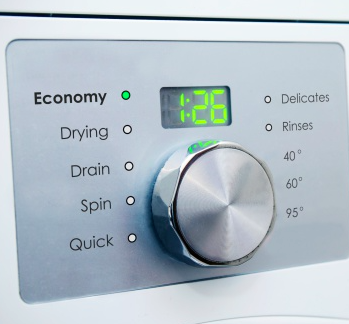 Economy
Drying
Drain
Spin
Quick
1:26
Delicates
Rinses
40°
60°
95°